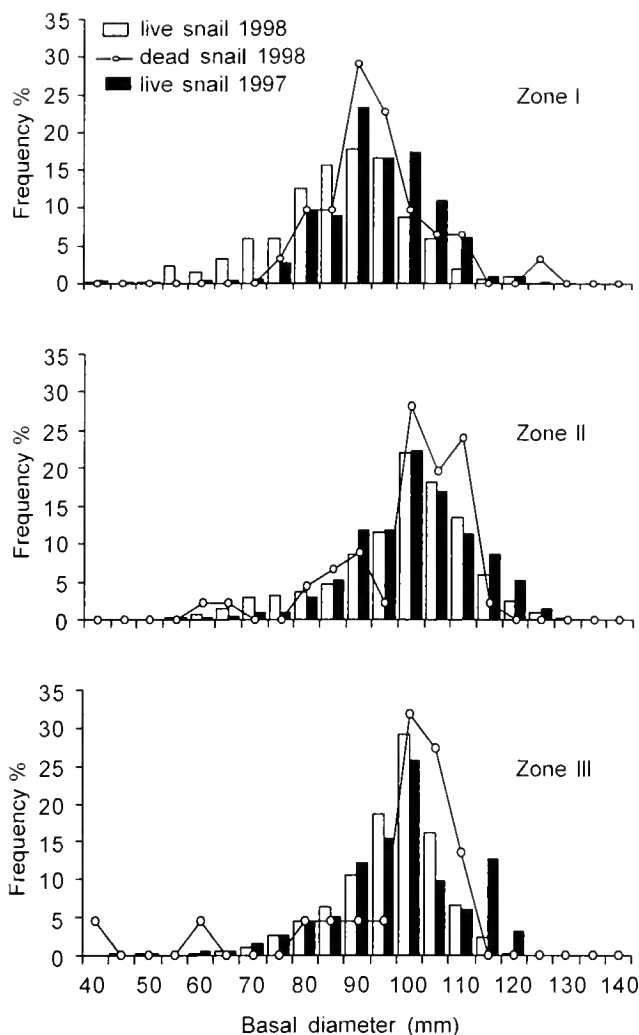 live snail 1998
dead snail 1998
live snail 1997
Zone I
Frequency %
35
30
25
20
15
10
5
0
Zone II
Frequency %
35
30
25
20
15
10
5
0
Zone III
Frequency %
35
30
25
20
15
10
5
0
40 50 60 70 80 90 100 110 120 130 140
Basal diameter (mm)